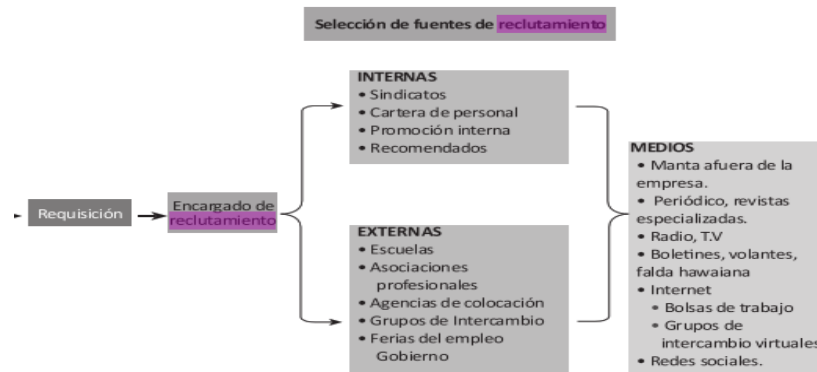 Selección de fuentes de reclutamiento
Requisición
Encargado de
reclutamiento
INTERNAS
• Sindicatos
• Cartera de personal
• Promoción interna
• Recomendados
EXTERNAS
• Escuelas
• Asociaciones
profesionales
• Agencias de colocación
• Grupos de Intercambio
• Ferias del empleo
Gobierno
MEDIOS
• Manta afuera de la
empresa.
• Periódico, revistas
especializadas.
• Radio, T.V
• Boletines, volantes,
falda hawaiana
• Internet
• Bolsas de trabajo
• Grupos de
intercambio virtuales
• Redes sociales.